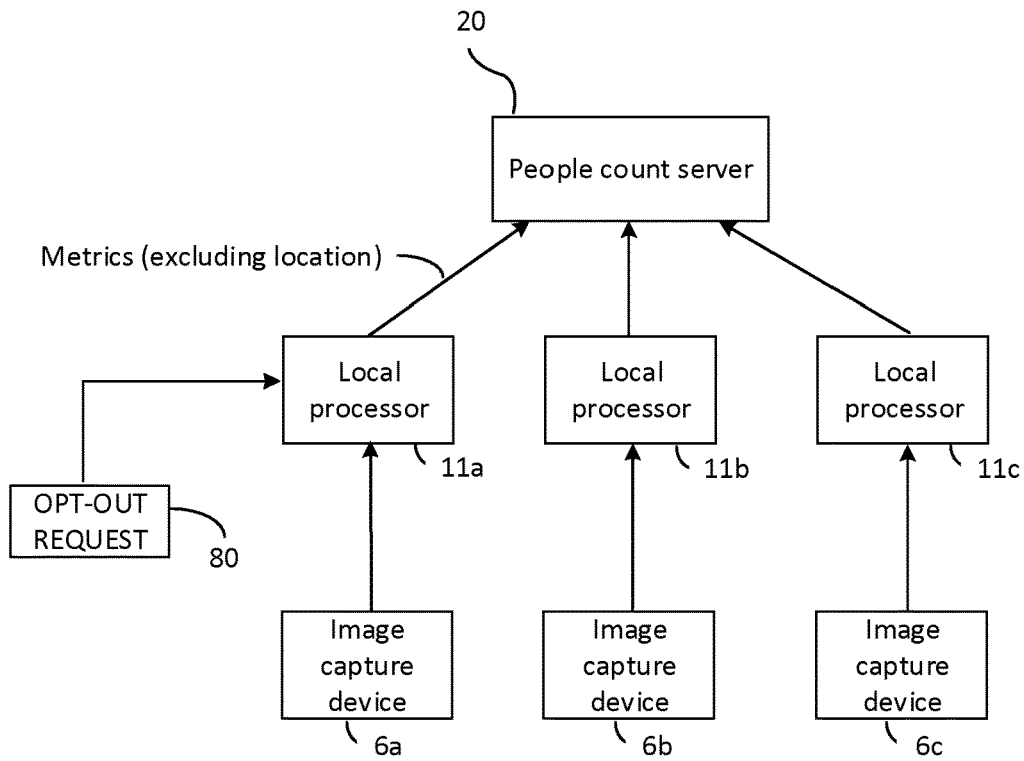 20
People count server
Metrics (excluding location)
Local
processor
11a
Local
processor
11b
Local
processor
11c
OPT-OUT
REQUEST
80
Image
capture
device
6a
Image
capture
device
6b
Image
capture
device
6c